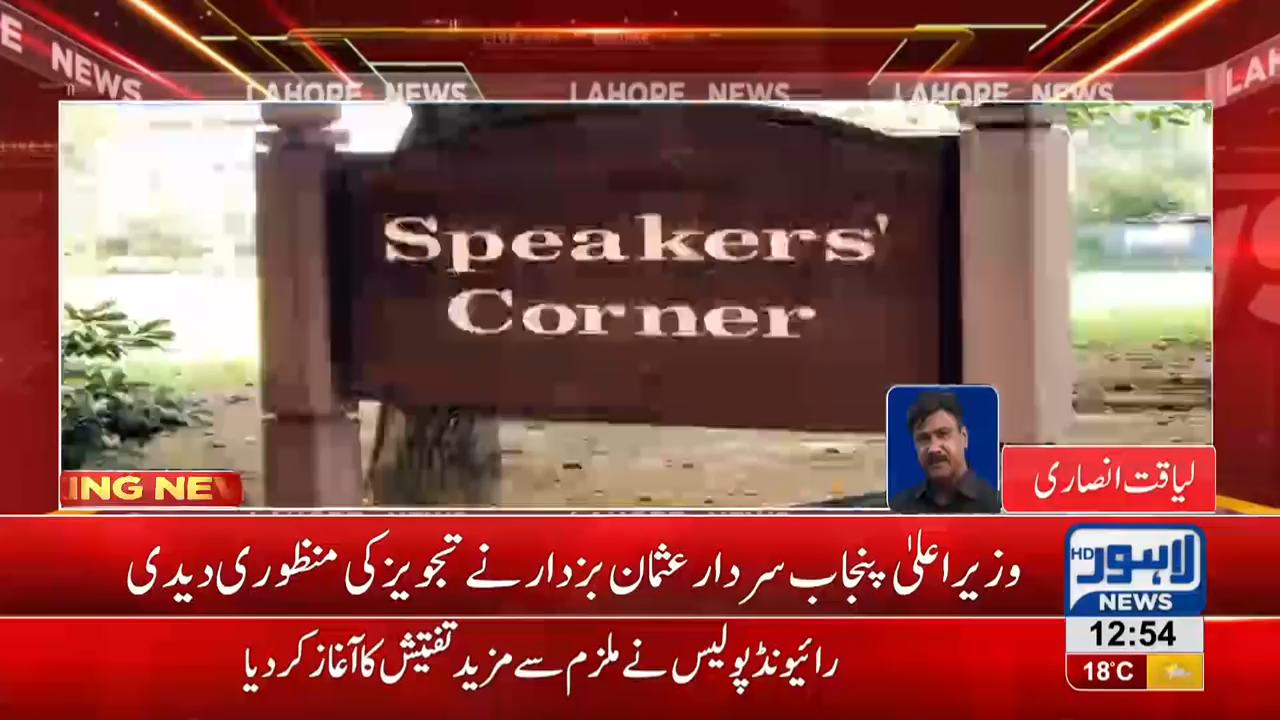 NEWS
LAHORE NEWS
LAHORE NEWS
LAHORE NEWS
Speakers'
Corner
لیاقت انصاری
ING NEW
وزیراعلیٰ پنجاب سردار عثمان بزدار نے تجویز کی منظوری دیدی
رائیونڈ پولیس نے ملزم سے مزید تفتیش کا آغاز کر دیا
HD لاہور
NEWS
12:54
18°C